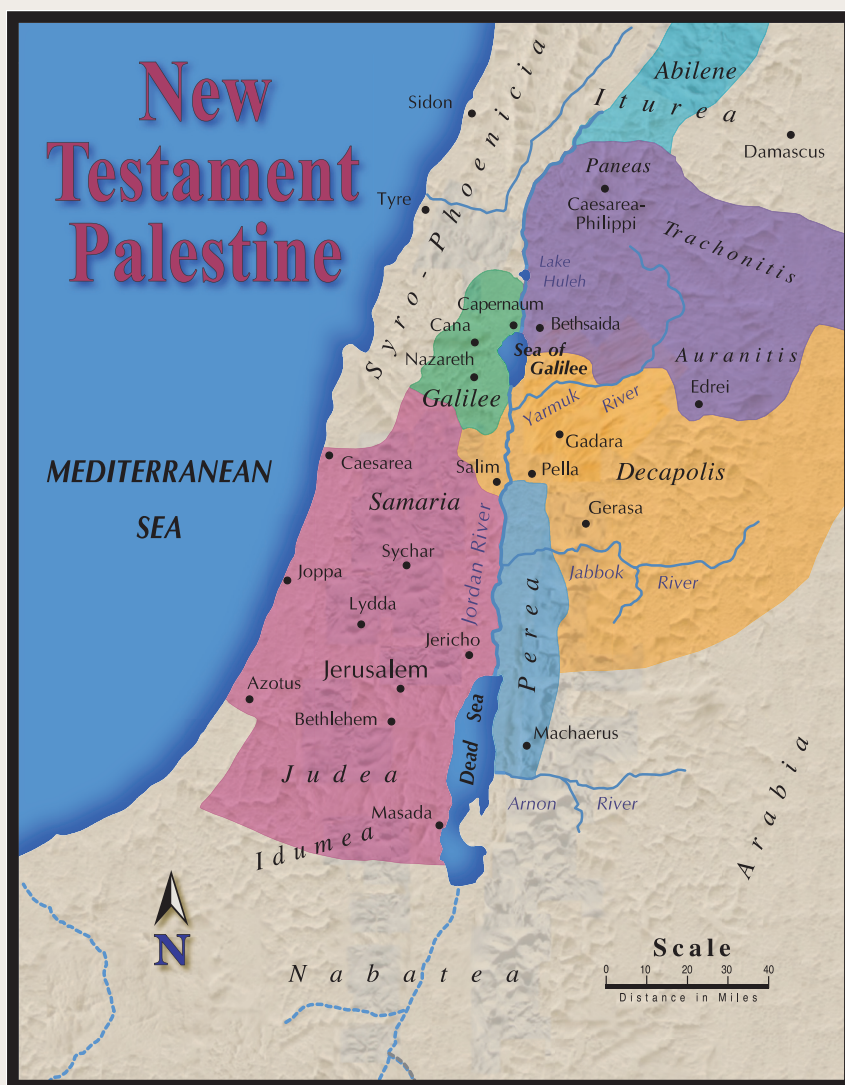 New
Testament
Palestine
Abilene
Iturea
Sidon
Damascus
Paneas
Syro-Phoenicia
Tyre
Caesarea-
Philippi
Trachonitis
Lake
Huleh
Capernaum
Cana
Bethsaida
Nazareth
Sea of
Galilee
Auranitis
Galilee
Edrei
Yarmuk River
Gadara
MEDITERRANEAN
SEA
Caesarea
Salim
Pella
Decapolis
Samaria
Gerasa
Jordan River
Sychar
Joppa
Jabbok River
Lydda
Perea
Jericho
Jerusalem
Azotus
Bethlehem
Dead Sea
Machaerus
Judea
Masada
Arnon River
Idumea
Arabia
N
Nabatea
Scale
0 10 20 30 40
Distance in Miles